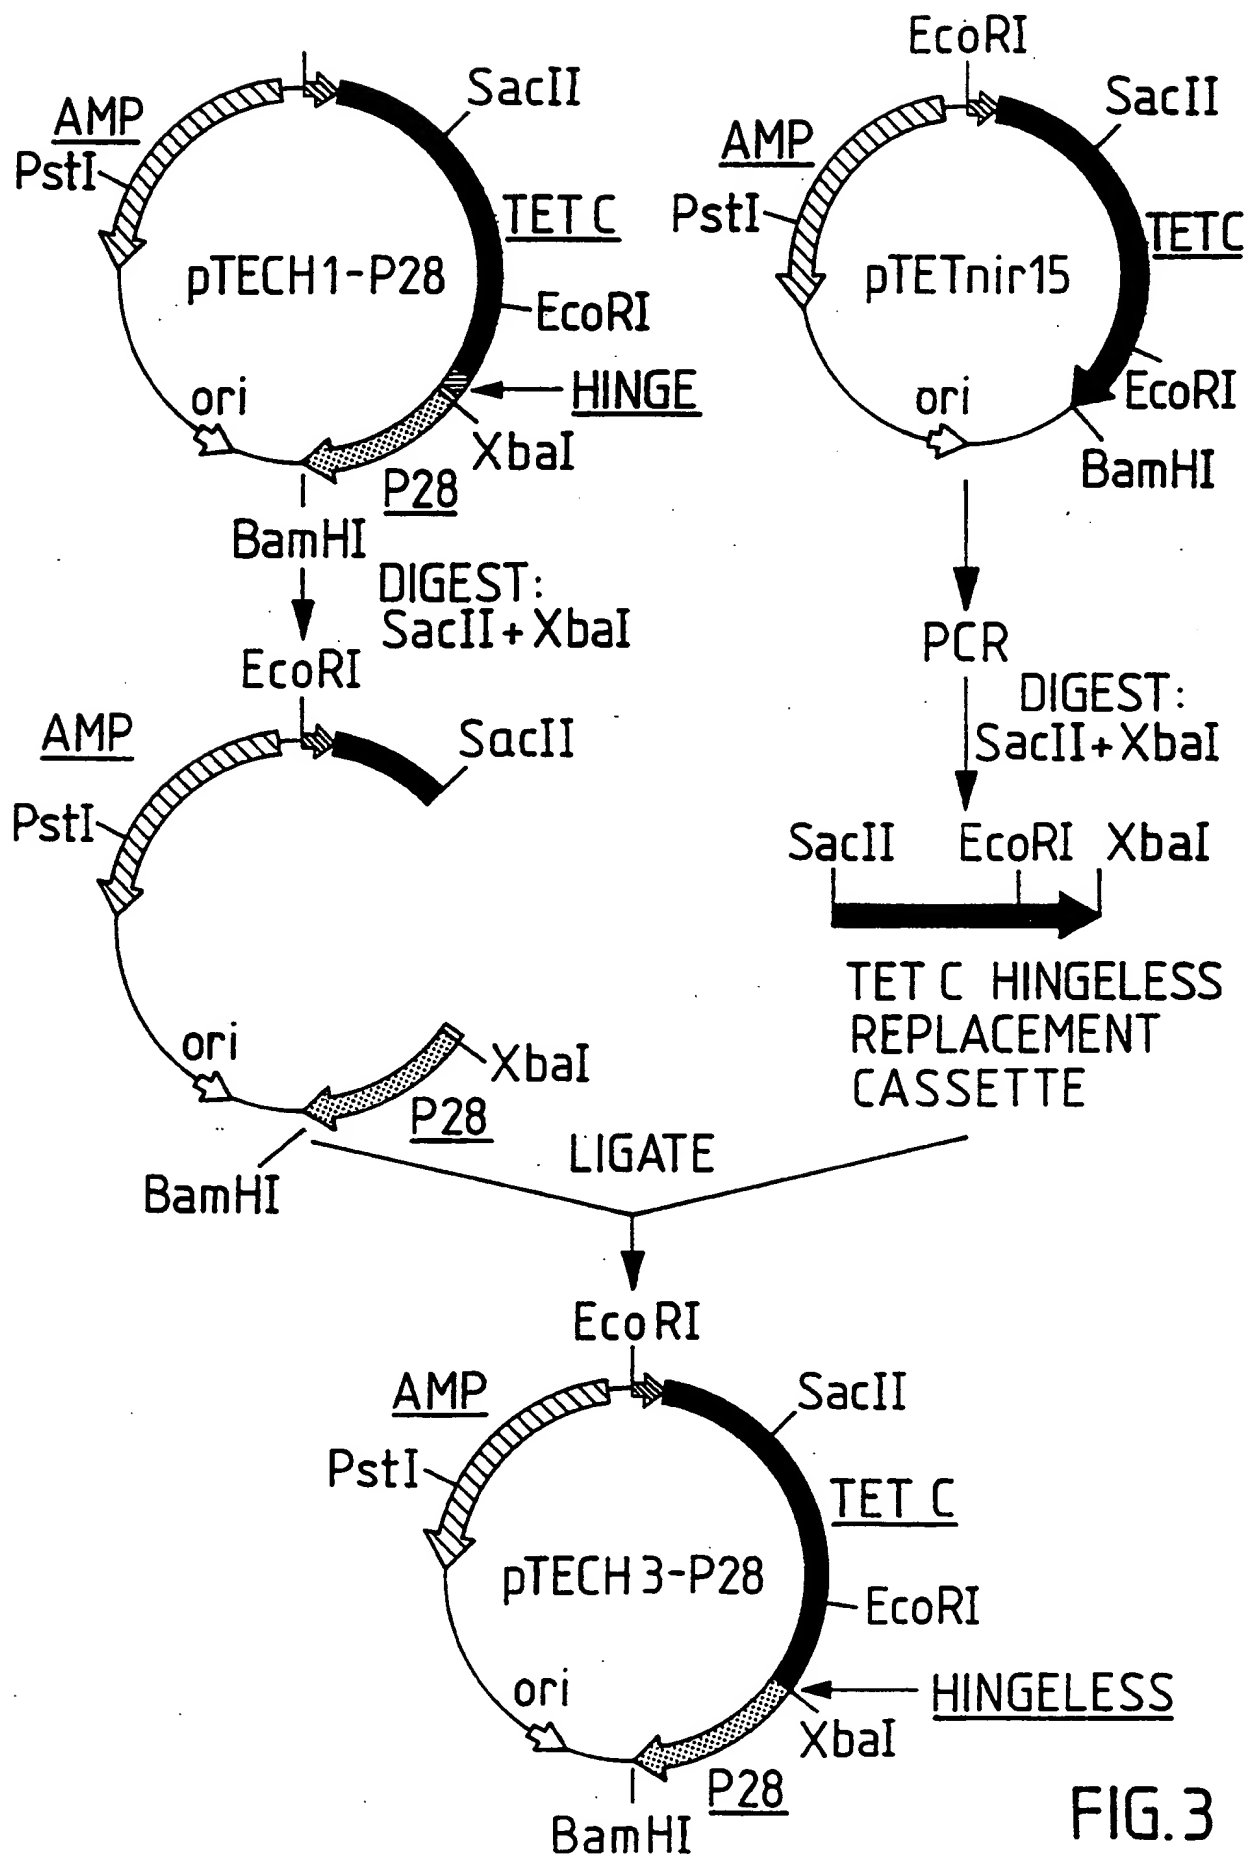 EcoRI
SacII
AMP
PstI
TET C
pTECH1-P28
EcoRI
ori
HINGE
XbaI
P28
BamHI
SacII
AMP
PstI
TETC
pTETnir15
EcoRI
ori
BamHI
DIGEST:
SacII+XbaI
PCR
DIGEST:
SacII+XbaI
EcoRI
SacII
AMP
PstI
ori
XbaI
P28
BamHI
SacII EcoRI XbaI
TET C HINGELESS
REPLACEMENT
CASSETTE
LIGATE
EcoRI
SacII
AMP
PstI
TET C
pTECH3-P28
EcoRI
ori
HINGELESS
XbaI
P28
BamHI
FIG.3